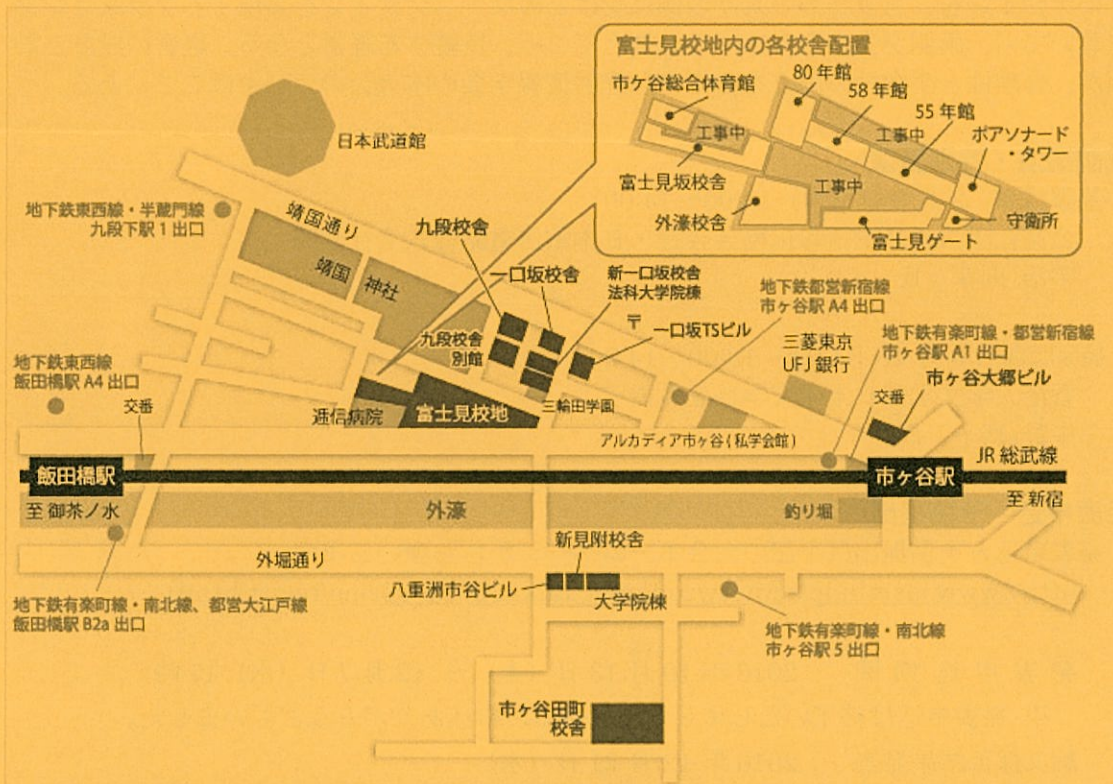 富士見校地内の各校舎配置
市ケ谷総合体育館
80年館
58年館
55年館
ボアソナード
・タワー
工事中
工事中
工事中
富士見坂校舎
外濠校舎
富士見ゲート
守衛所
日本武道館
地下鉄東西線・半蔵門線
九段下駅1出口
靖国通り
靖国
神社
九段校舎
一口坂校舎
新一口坂校舎
法科大学院棟
〒
一口坂TSビル
九段校舎
別館
地下鉄都営新宿線
市ケ谷駅A4出口
三菱東京
UFJ銀行
地下鉄有楽町線・都営新宿線
市ケ谷駅A1出口
交番
市ケ谷大郷ビル
地下鉄東西線
飯田橋駅A4出口
交番
逓信病院
富士見校地
三輪田学園
アルカディア市ケ谷(私学会館)
飯田橋駅
市ヶ谷駅
JR総武線
至御茶ノ水
外濠
釣り堀
至新宿
外堀通り
新見附校舎
八重洲市谷ビル
大学院棟
地下鉄有楽町線・南北線、都営大江戸線
飯田橋駅B2a出口
地下鉄有楽町線・南北線
市ケ谷駅5出口
市ケ谷田町
校舎